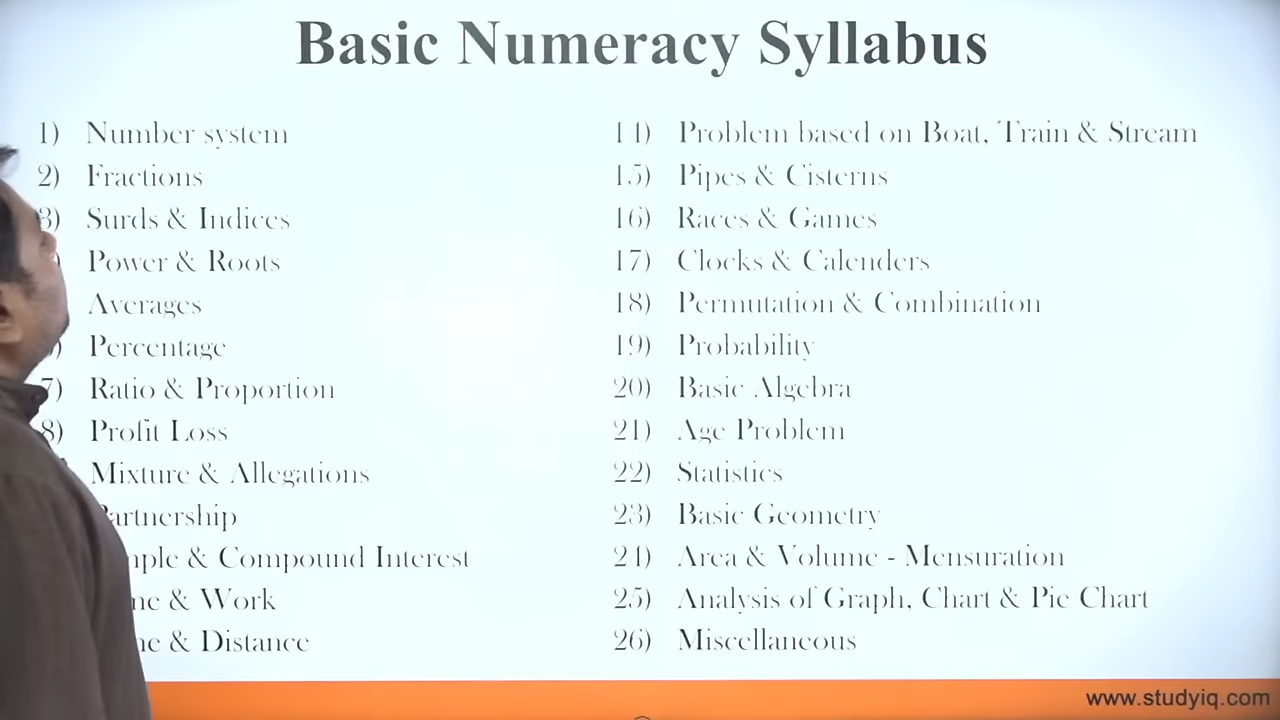 Basic Numeracy Syllabus
1) Number system
2) Fractions
3) Surds & Indices
Power & Roots
Averages
Percentage
7) Ratio & Proportion
8) Profit Loss
Mixture & Allegations
Partnership
& Compound Interest
& Work
& Distance
14) Problem based on Boat, Train & Stream
15) Pipes & Cisterns
16) Races & Games
17) Clocks & Calenders
18) Permutation & Combination
19) Probability
20) Basic Algebra
21) Age Problem
22) Statistics
23) Basic Geometry
24) Area & Volume - Mensuration
25) Analysis of Graph, Chart & Pie Chart
26) Miscellaneous
www.studyiq.com